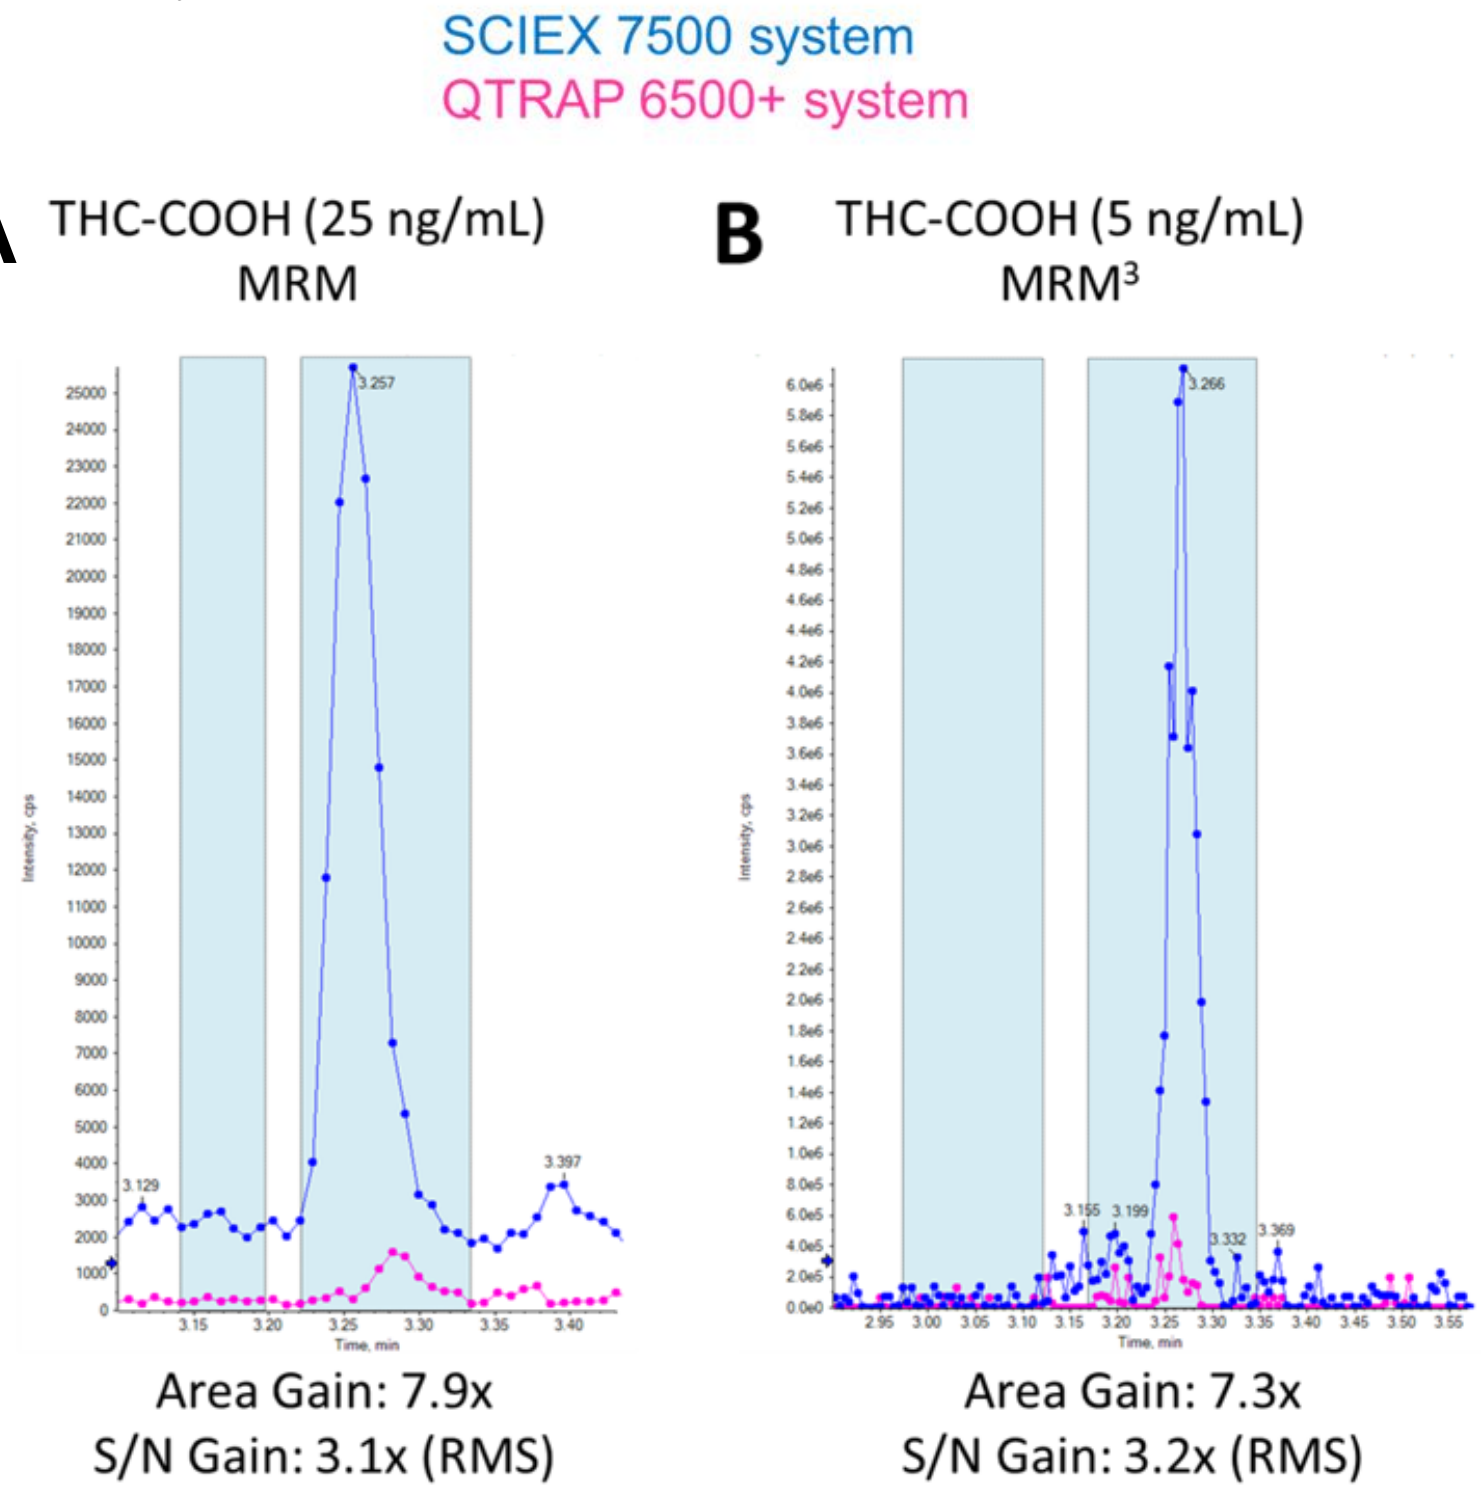 SCIEX 7500 system
QTRAP 6500+ system
A THC-COOH (25 ng/mL)
MRM
B THC-COOH (5 ng/mL)
MRM³
25000
24000
23000
22000
21000
20000
19000
18000
17000
16000
15000
14000
13000
12000
11000
10000
9000
8000
7000
6000
5000
4000
3000
2000
1000
0
Intensity, cps
3.257
3.129
3.397
3.15 3.20 3.25 3.30 3.35 3.40
Time, min
6.0e6
5.8e6
5.6e6
5.4e6
5.2e6
5.0e6
4.8e6
4.6e6
4.4e6
4.2e6
4.0e6
3.8e6
3.6e6
3.4e6
3.2e6
3.0e6
2.8e6
2.6e6
2.4e6
2.2e6
2.0e6
1.8e6
1.6e6
1.4e6
1.2e6
1.0e6
8.0e5
6.0e5
4.0e5
2.0e5
0.0e0
Intensity, cps
3.266
3.155
3.199
3.332
3.369
2.95 3.00 3.05 3.10 3.15 3.20 3.25 3.30 3.35 3.40 3.45 3.50 3.55
Time, min
Area Gain: 7.9x
S/N Gain: 3.1x (RMS)
Area Gain: 7.3x
S/N Gain: 3.2x (RMS)